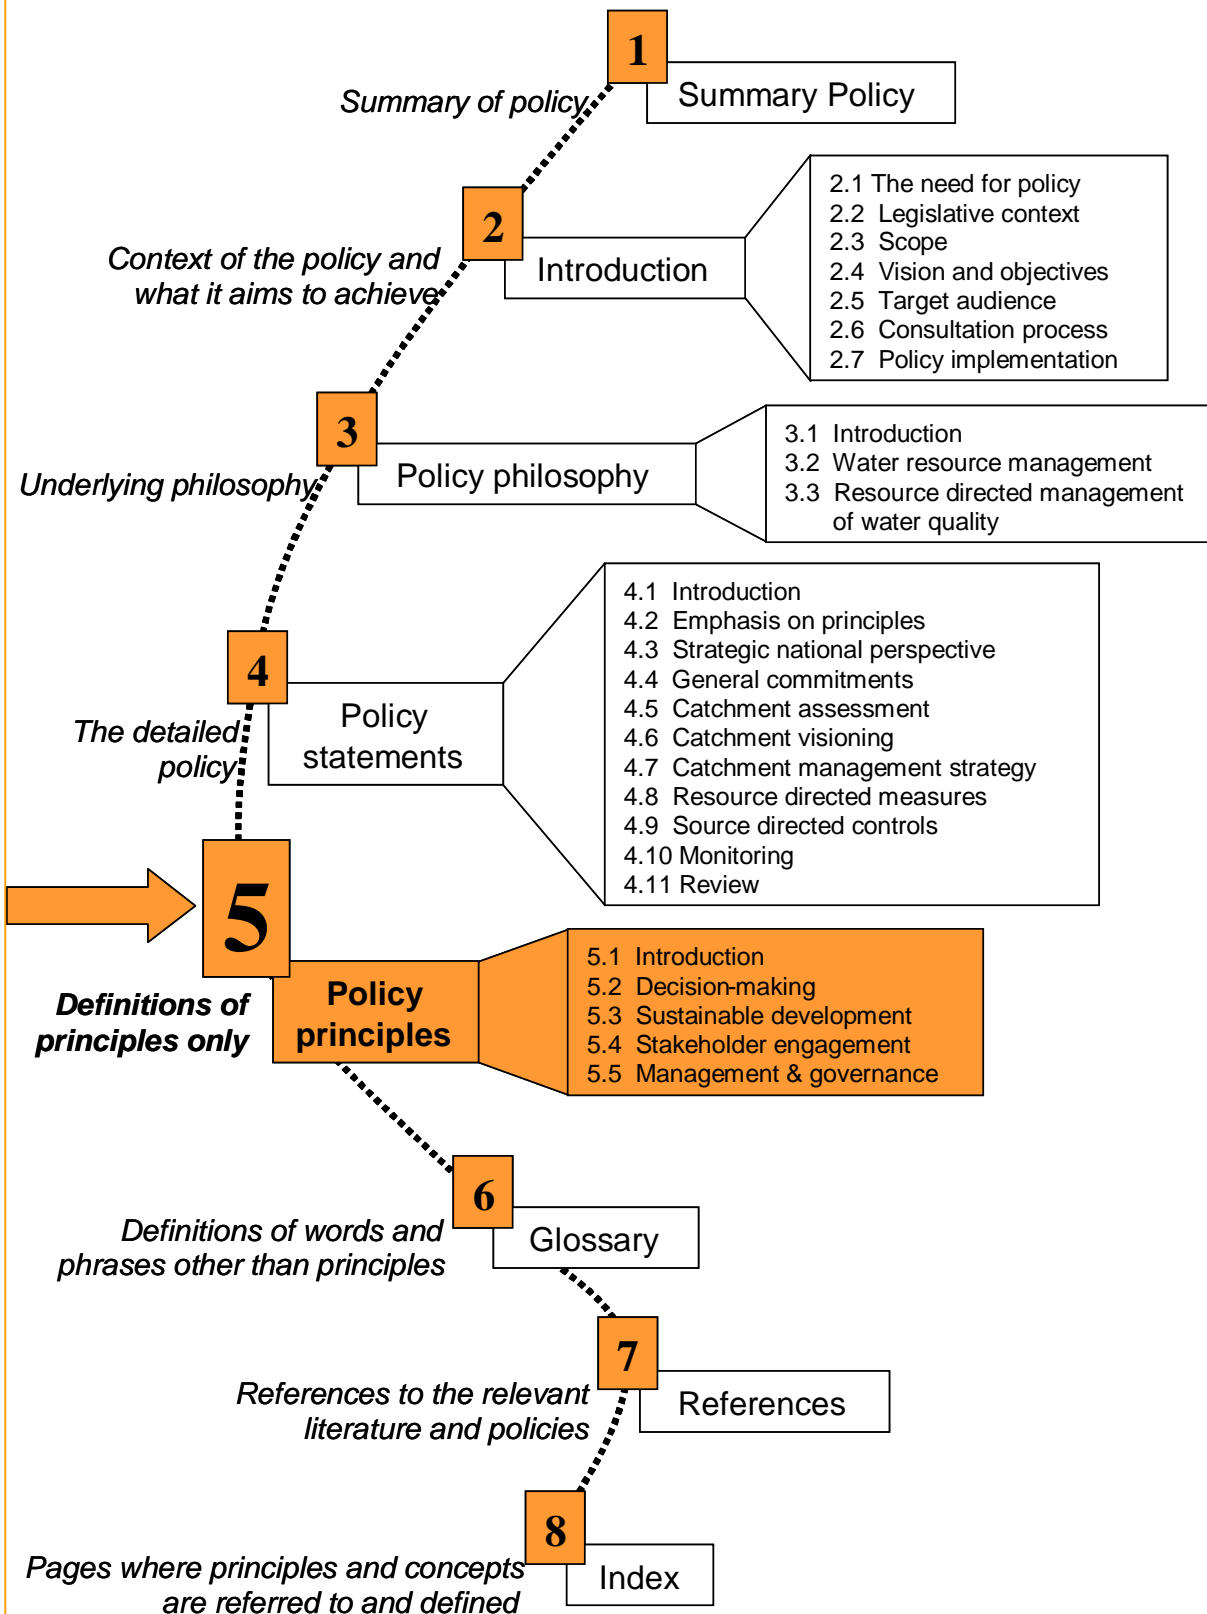 1
Summary Policy
Summary of policy
2
Introduction
2.1 The need for policy
2.2 Legislative context
2.3 Scope
2.4 Vision and objectives
2.5 Target audience
2.6 Consultation process
2.7 Policy implementation
Context of the policy and
what it aims to achieve
3
Policy philosophy
3.1 Introduction
3.2 Water resource management
3.3 Resource directed management
of water quality
Underlying philosophy
4
Policy
statements
4.1 Introduction
4.2 Emphasis on principles
4.3 Strategic national perspective
4.4 General commitments
4.5 Catchment assessment
4.6 Catchment visioning
4.7 Catchment management strategy
4.8 Resource directed measures
4.9 Source directed controls
4.10 Monitoring
4.11 Review
The detailed
policy
5
Policy
principles
5.1 Introduction
5.2 Decision-making
5.3 Sustainable development
5.4 Stakeholder engagement
5.5 Management & governance
Definitions of
principles only
6
Glossary
Definitions of words and
phrases other than principles
7
References
References to the relevant
literature and policies
8
Index
Pages where principles and concepts
are referred to and defined